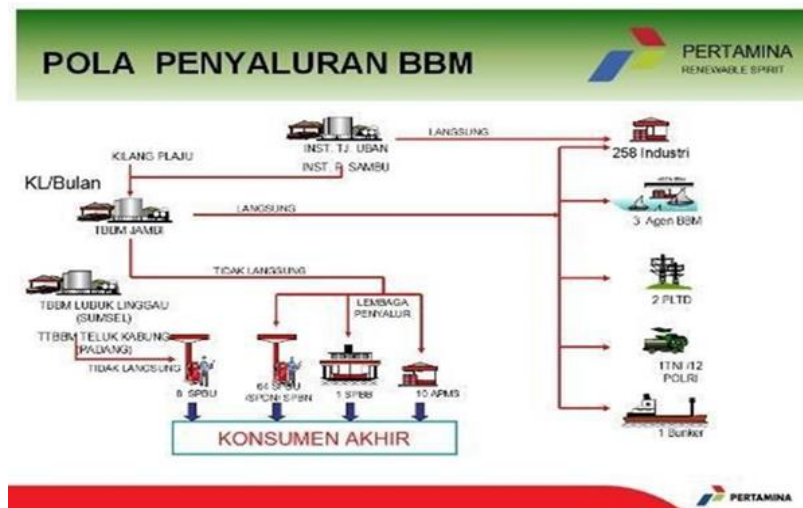 POLA PENYALURAN BBM
PERTAMINA
RENEWABLE SPIRIT
INST. TJ. UBAN
INST. P. SAMBU
LANGSUNG
258 Industri
KILANG PLAJU
KL/Bulan
TBBM JAMBI
LANGSUNG
3 Agen BBM
TIDAK LANGSUNG
LEMBAGA
PENYALUR
2 PLTD
TBBM LUBUK LINGGAU
(SUMSEL)
TTBBM TELUK KABUNG
(PADANG)
TIDAK LANGSUNG
1TNI /12
POLRI
8 SPBU
64 SPBU
/SPDN/ SPBN
1 SPBB
10 APMS
1 Bunker
KONSUMEN AKHIR
PERTAMINA